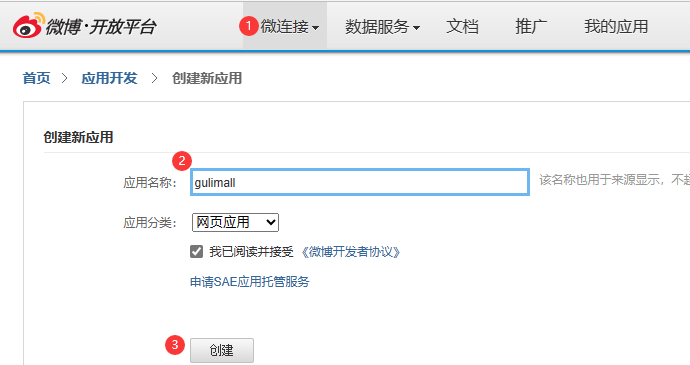 微博·开放平台 1 微连接 数据服务 文档 推广 我的应用
首页 > 应用开发 > 创建新应用
创建新应用
2
应用名称: gulimall 该名称也用于来源显示，不超
应用分类: 网页应用
我已阅读并接受 《微博开发者协议》
申请SAE应用托管服务
3 创建